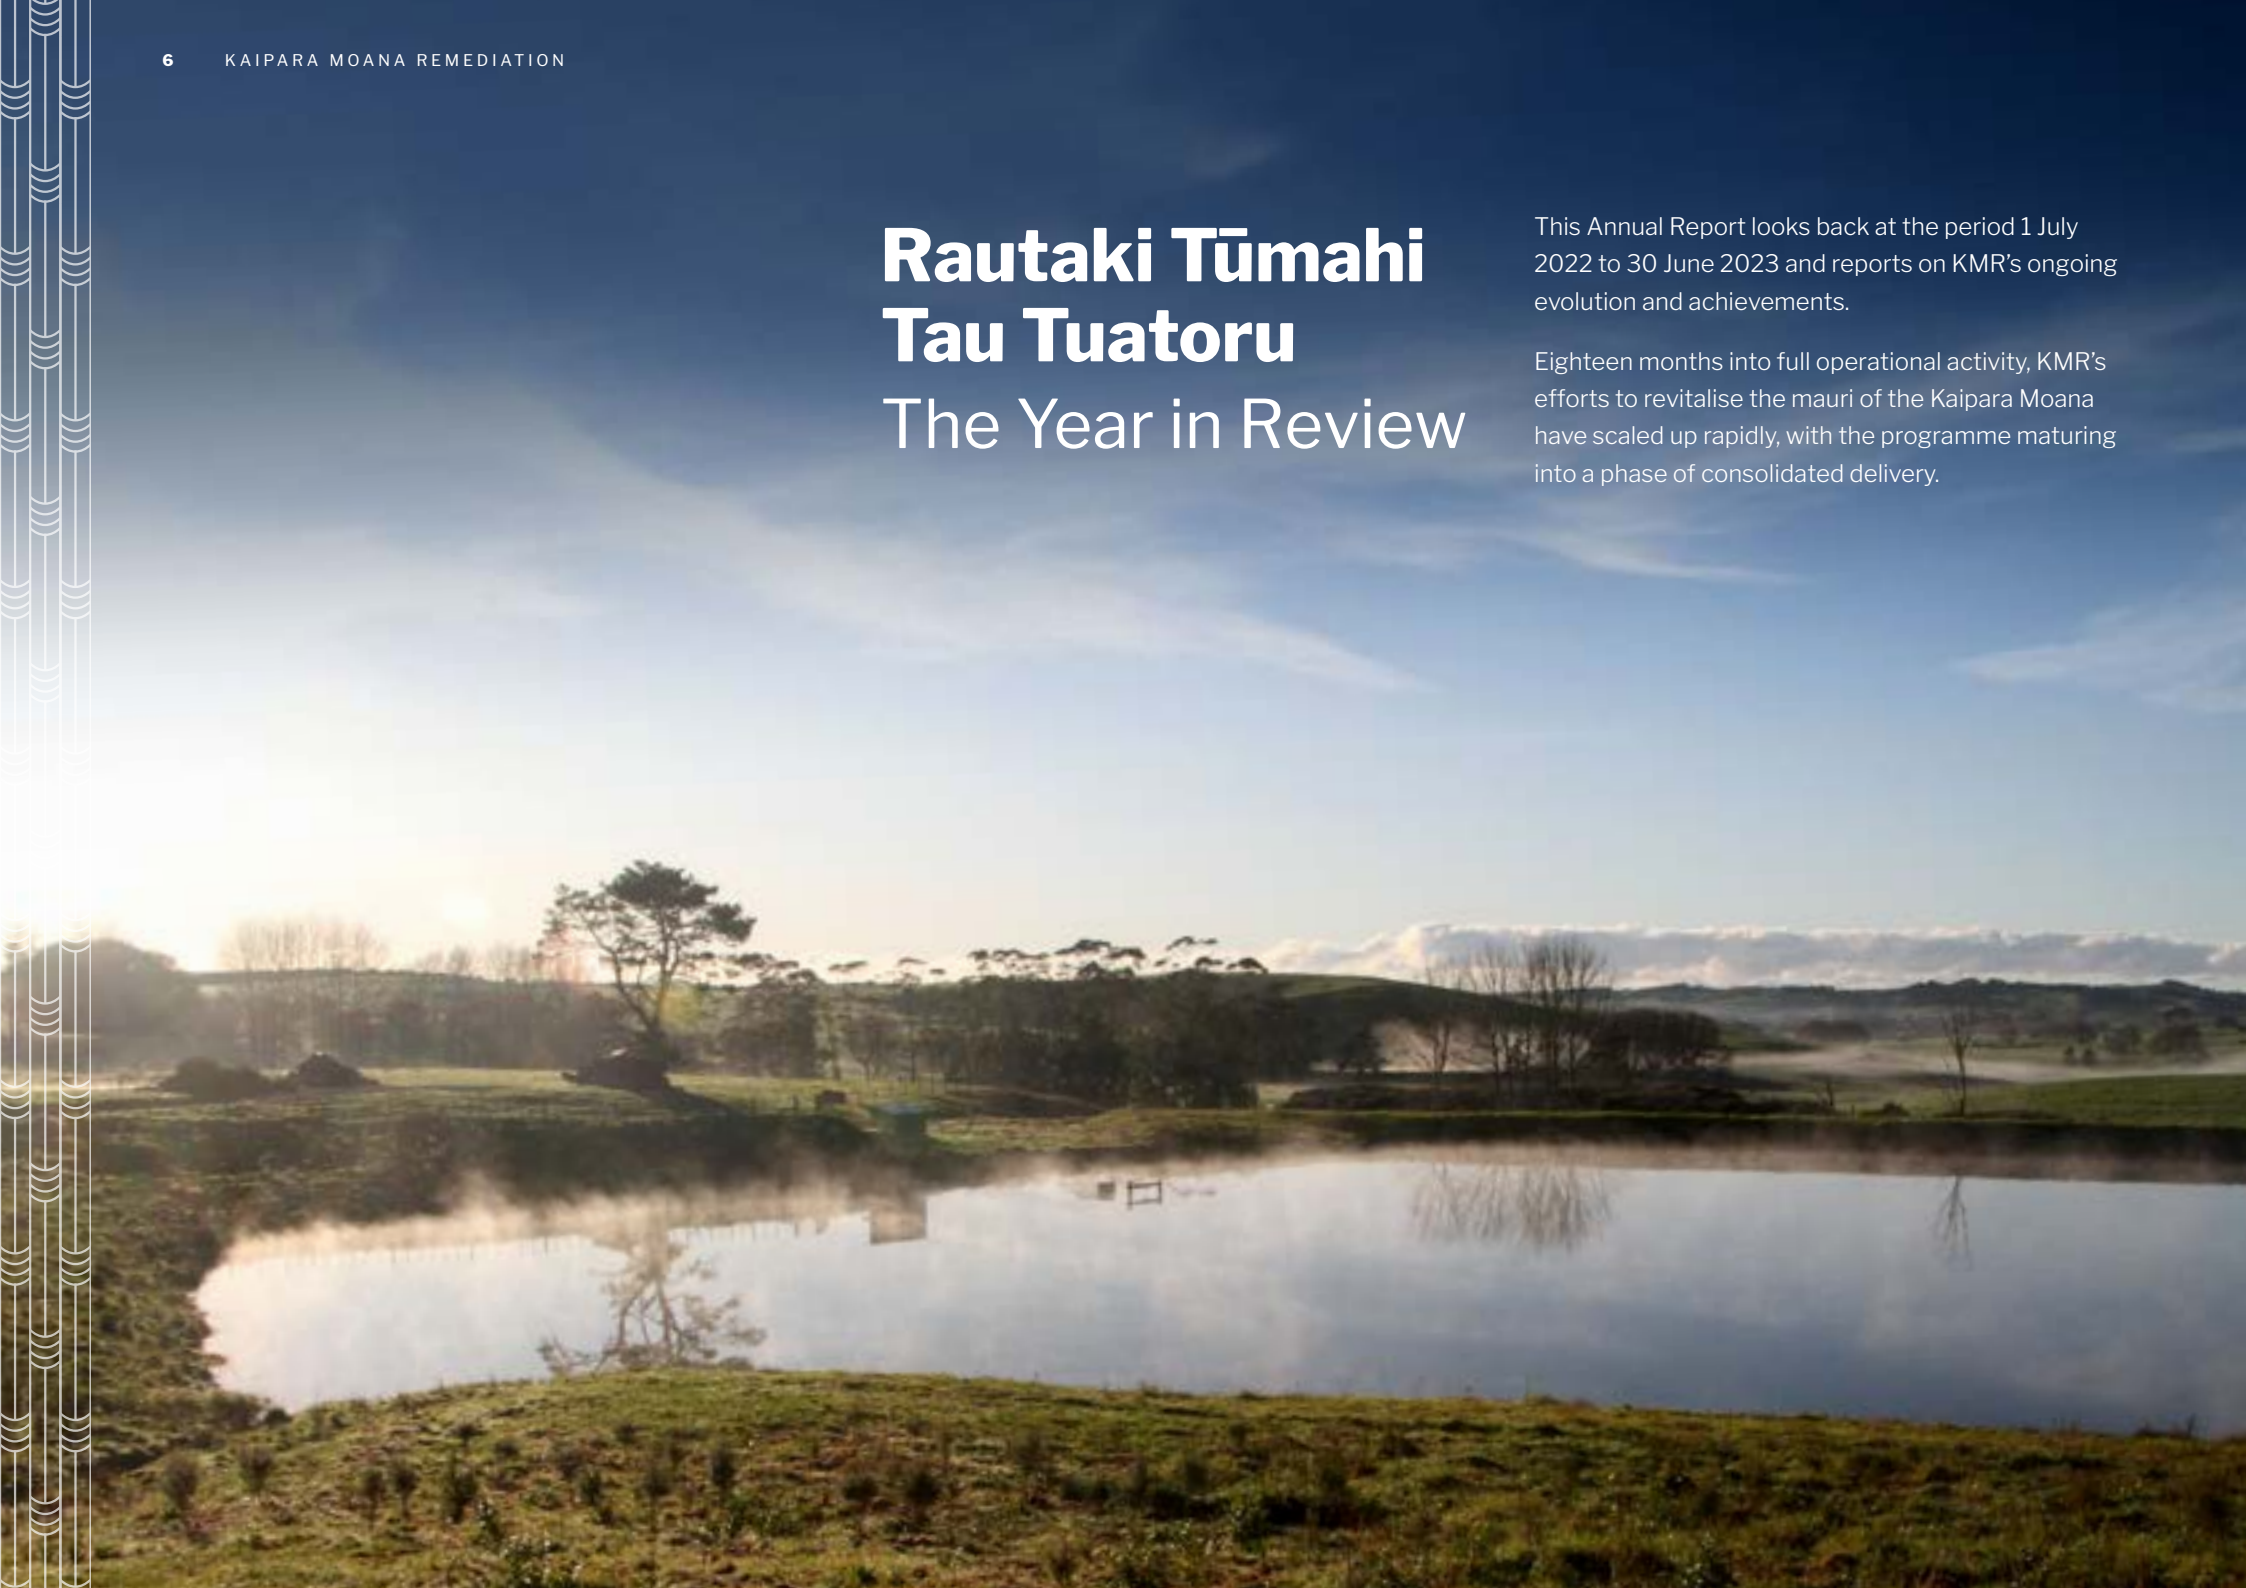 6 KAIPARA MOANA REMEDIATION
Rautaki Tūmahi
Tau Tuatoru
The Year in Review
This Annual Report looks back at the period 1 July
2022 to 30 June 2023 and reports on KMR’s ongoing
evolution and achievements.
Eighteen months into full operational activity, KMR’s
efforts to revitalise the mauri of the Kaipara Moana
have scaled up rapidly, with the programme maturing
into a phase of consolidated delivery.